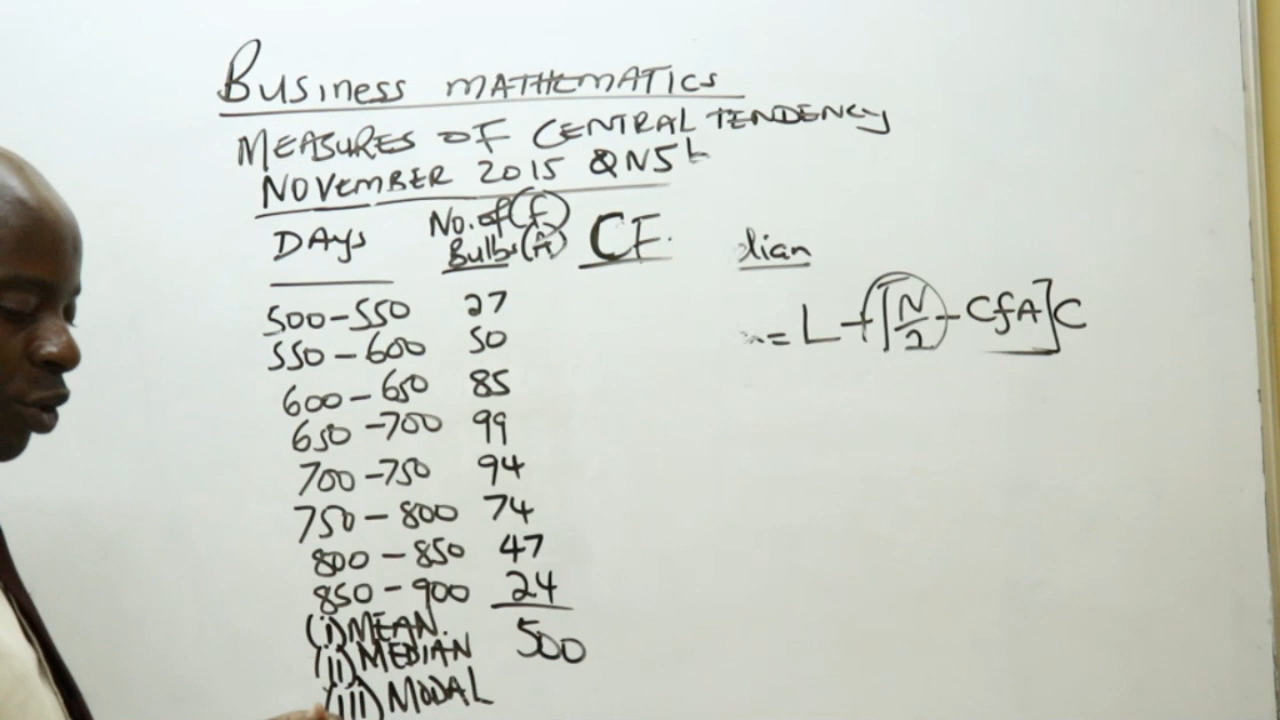 Business MATHEMATICS
MEASURES OF CENTRAL TENDENCY
NOVEMBER 2015 QN5b
DAYS No. of (f) CF.
Bulbs
500-550 27
550-600 50
600-650 85
650-700 99
700-750 94
750-800 74
800-850 47
850-900 24
500
(i) MEAN.
(ii) MEDIAN
(iii) MODAL
dian
= L + [N/2 - CfA] C